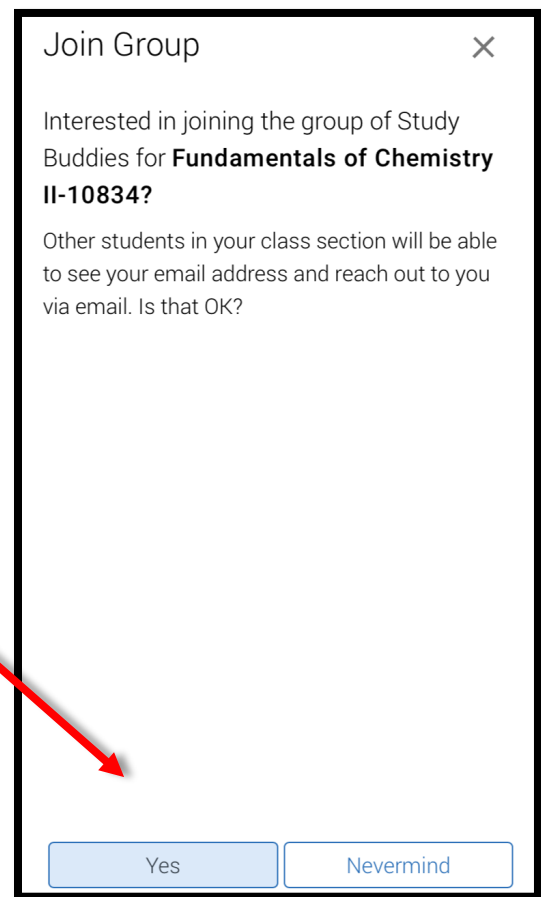 Join Group
Interested in joining the group of Study
Buddies for Fundamentals of Chemistry
II-10834?
Other students in your class section will be able
to see your email address and reach out to you
via email. Is that OK?
Yes
Nevermind